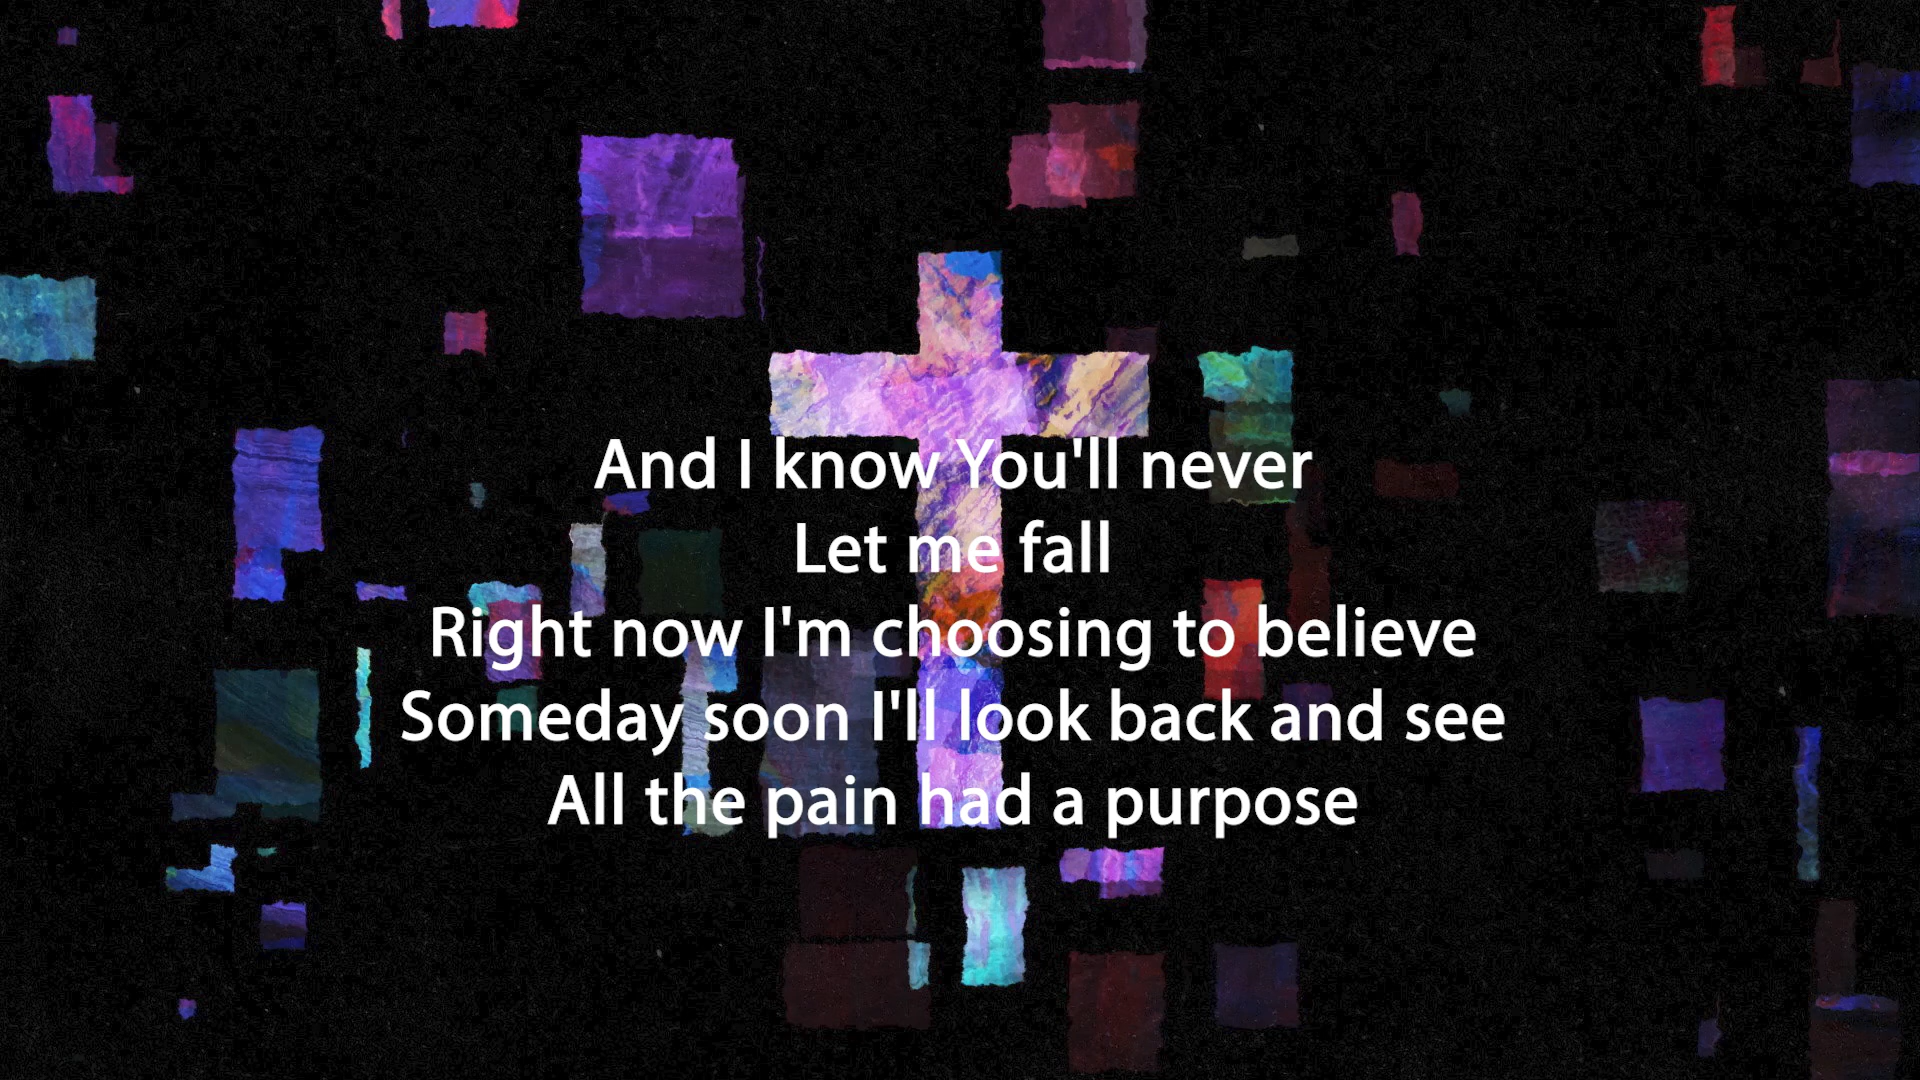 And I know You'll never
Let me fall
Right now I'm choosing to believe
Someday soon I'll look back and see
All the pain had a purpose